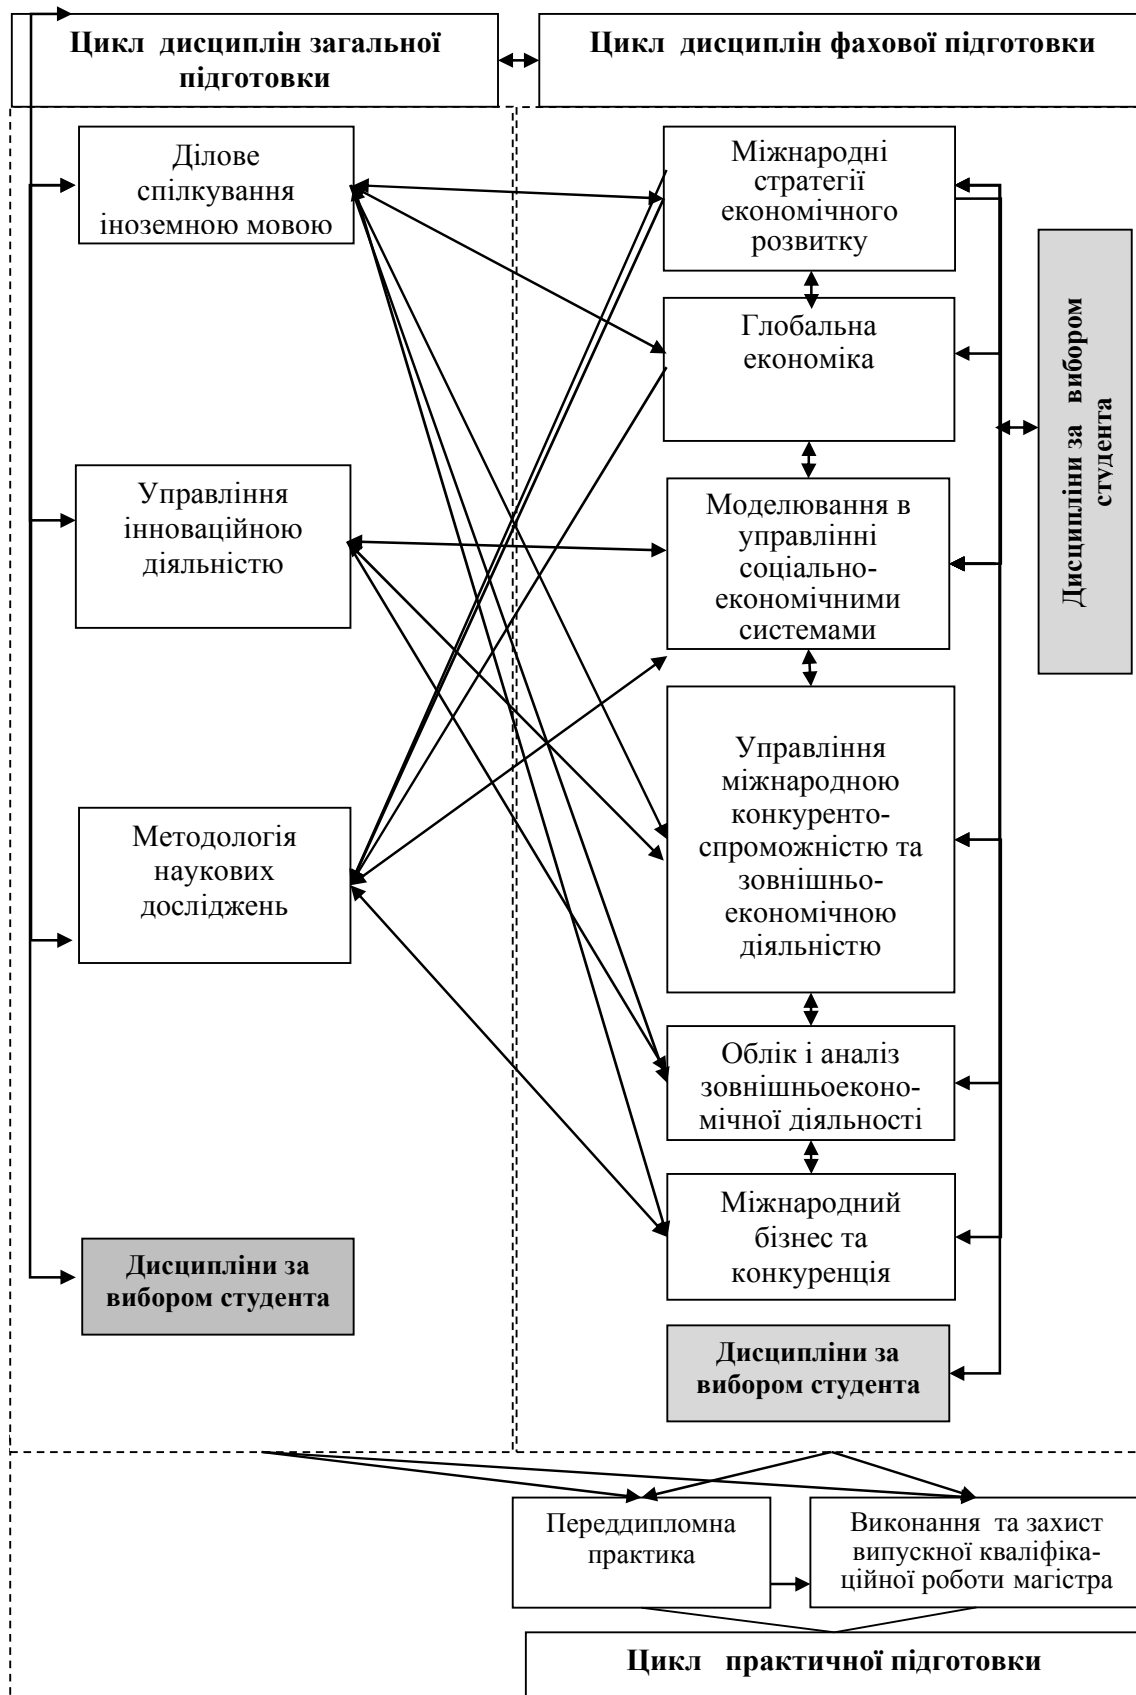 Цикл дисциплін загальної
підготовки
Цикл дисциплін фахової підготовки
Ділове
спілкування
іноземною мовою
Управління
інноваційною
діяльністю
Методологія
наукових
досліджень
Дисципліни за
вибором студента
Міжнародні
стратегії
економічного
розвитку
Глобальна
економіка
Моделювання в
управлінні
соціально-
економічними
системами
Управління
міжнародною
конкуренто-
спроможністю та
зовнішньо-
економічною
діяльністю
Облік і аналіз
зовнішньоеконо-
мічної діяльності
Міжнародний
бізнес та
конкуренція
Дисципліни за
вибором студента
Дисципліни за вибором
студента
Переддипломна
практика
Виконання та захист
випускної кваліфіка-
ційної роботи магістра
Цикл практичної підготовки